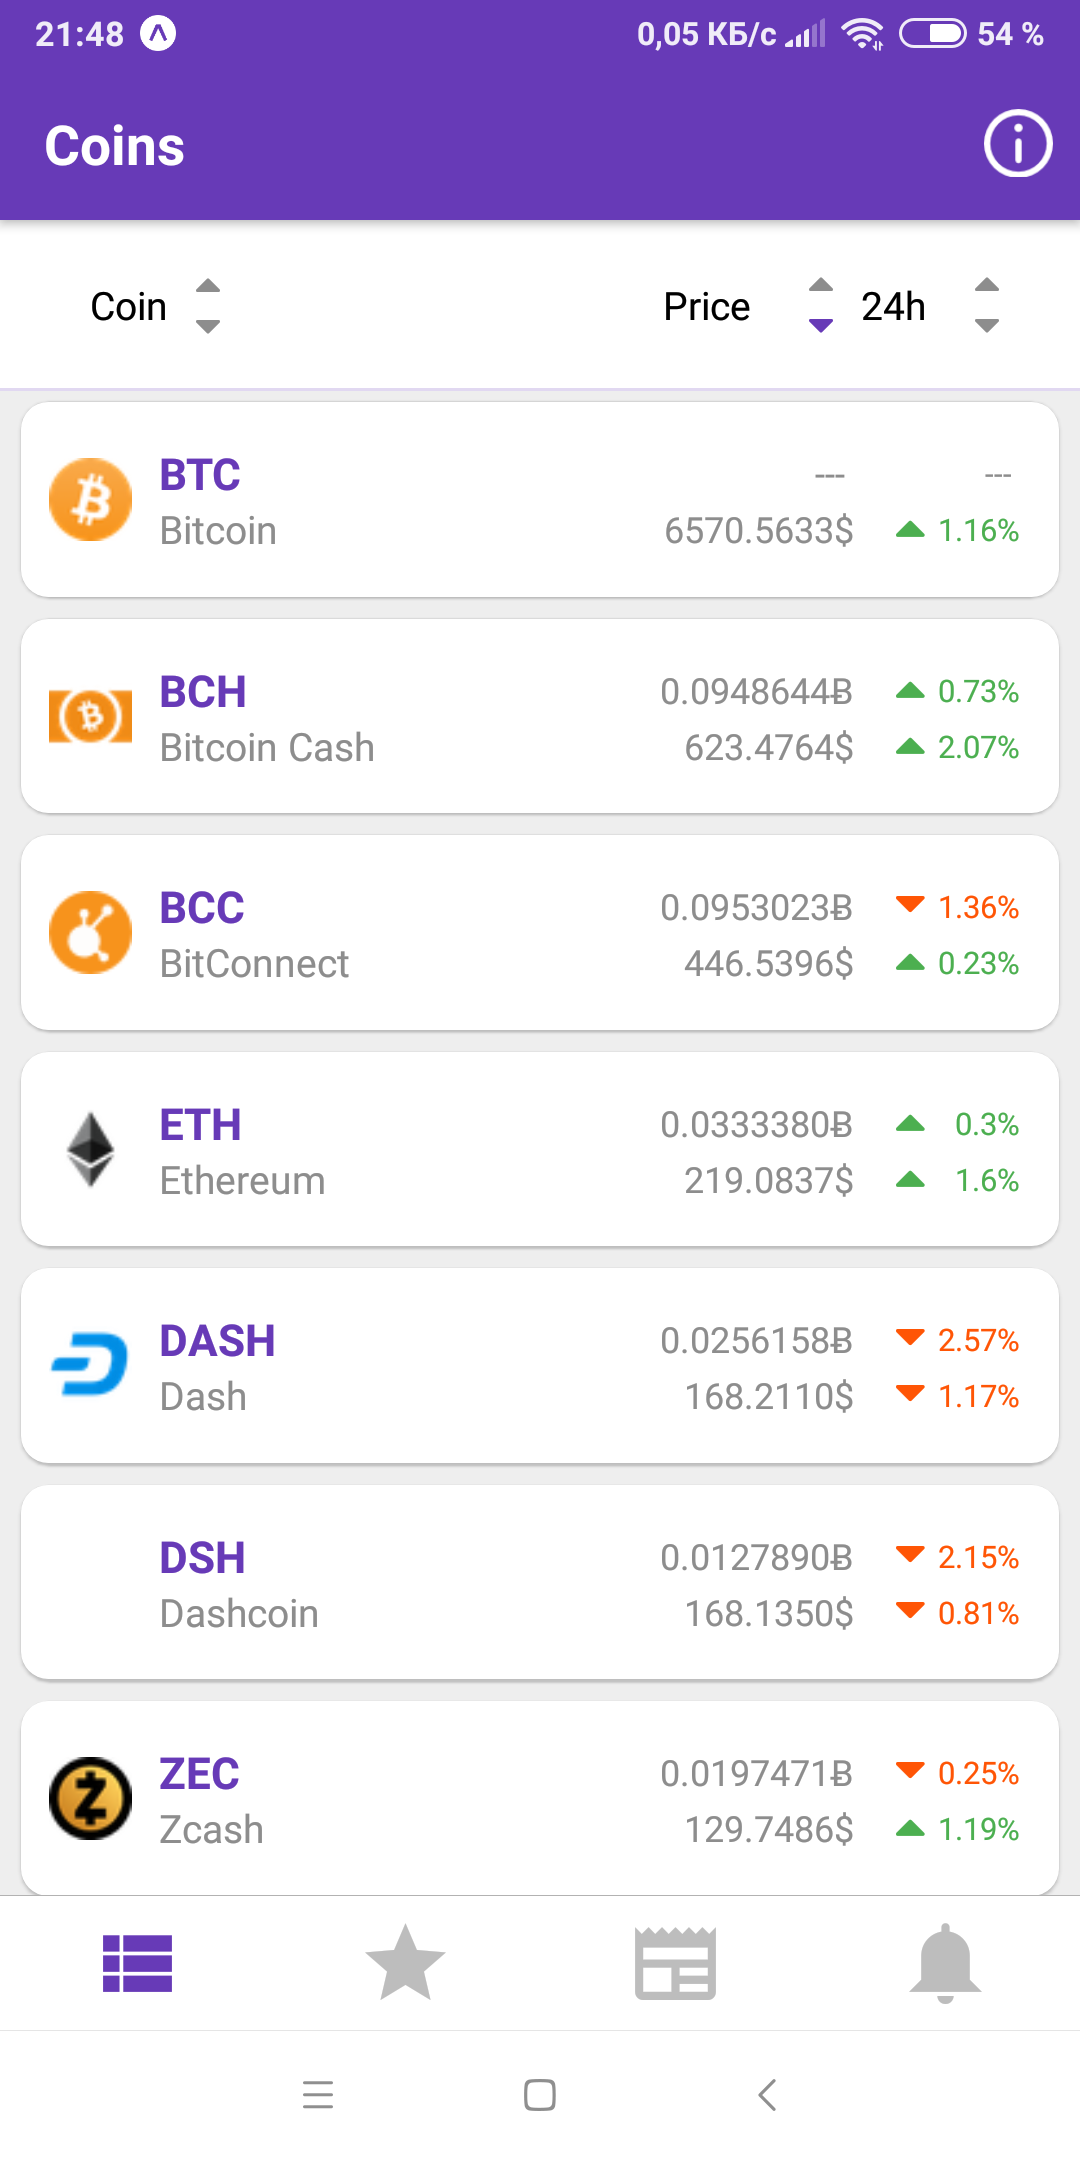 21:48 0,05 КБ/с 54 %
Coins
Coin Price 24h
BTC --- ---
Bitcoin 6570.5633$ 1.16%
BCH 0.0948644Ƀ 0.73%
Bitcoin Cash 623.4764$ 2.07%
BCC 0.0953023Ƀ 1.36%
BitConnect 446.5396$ 0.23%
ETH 0.0333380Ƀ 0.3%
Ethereum 219.0837$ 1.6%
DASH 0.0256158Ƀ 2.57%
Dash 168.2110$ 1.17%
DSH 0.0127890Ƀ 2.15%
Dashcoin 168.1350$ 0.81%
ZEC 0.0197471Ƀ 0.25%
Zcash 129.7486$ 1.19%